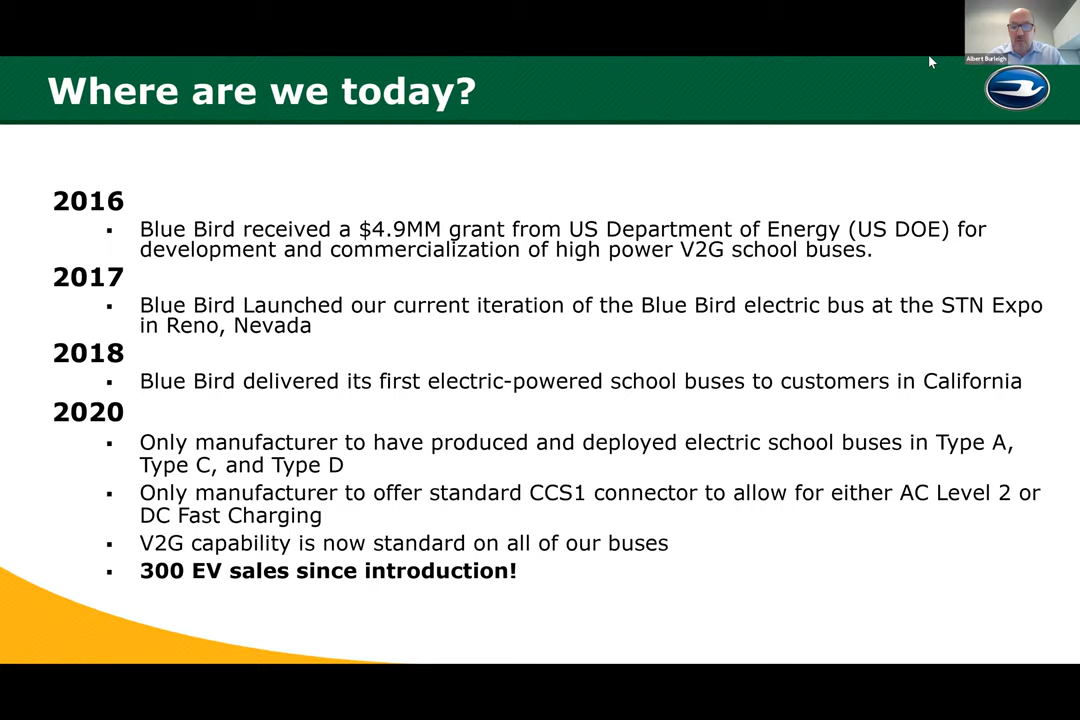 Albert Burleigh
Where are we today?
2016
▪ Blue Bird received a $4.9MM grant from US Department of Energy (US DOE) for
development and commercialization of high power V2G school buses.
2017
▪ Blue Bird Launched our current iteration of the Blue Bird electric bus at the STN Expo
in Reno, Nevada
2018
▪ Blue Bird delivered its first electric-powered school buses to customers in California
2020
▪ Only manufacturer to have produced and deployed electric school buses in Type A,
Type C, and Type D
▪ Only manufacturer to offer standard CCS1 connector to allow for either AC Level 2 or
DC Fast Charging
▪ V2G capability is now standard on all of our buses
▪ 300 EV sales since introduction!